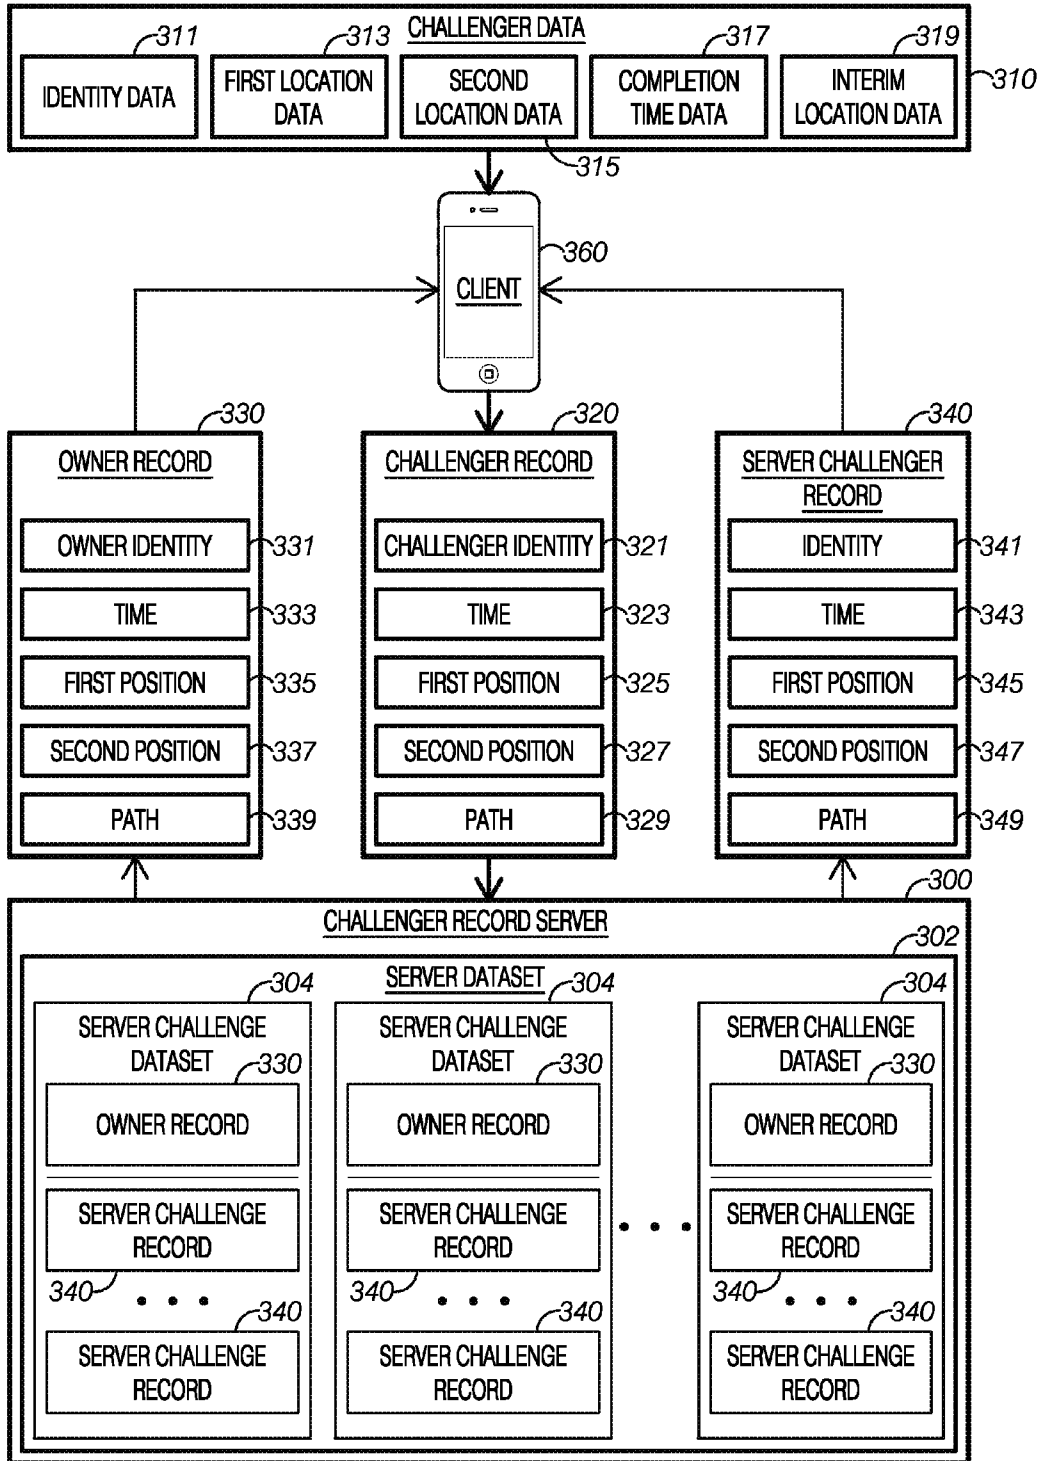 CHALLENGER DATA
311
313
317
319
IDENTITY DATA
FIRST LOCATION
DATA
SECOND
LOCATION DATA
COMPLETION
TIME DATA
INTERIM
LOCATION DATA
310
315
360
CLIENT
330
OWNER RECORD
OWNER IDENTITY
331
TIME
333
FIRST POSITION
335
SECOND POSITION
337
PATH
339
320
CHALLENGER RECORD
CHALLENGER IDENTITY
321
TIME
323
FIRST POSITION
325
SECOND POSITION
327
PATH
329
340
SERVER CHALLENGER
RECORD
IDENTITY
341
TIME
343
FIRST POSITION
345
SECOND POSITION
347
PATH
349
300
CHALLENGER RECORD SERVER
302
SERVER DATASET
304
SERVER CHALLENGE
DATASET
330
OWNER RECORD
SERVER CHALLENGE
RECORD
340
• • •
340
SERVER CHALLENGE
RECORD
304
SERVER CHALLENGE
DATASET
330
OWNER RECORD
SERVER CHALLENGE
RECORD
340
• • •
340
SERVER CHALLENGE
RECORD
• • •
304
SERVER CHALLENGE
DATASET
330
OWNER RECORD
SERVER CHALLENGE
RECORD
340
• • •
340
SERVER CHALLENGE
RECORD